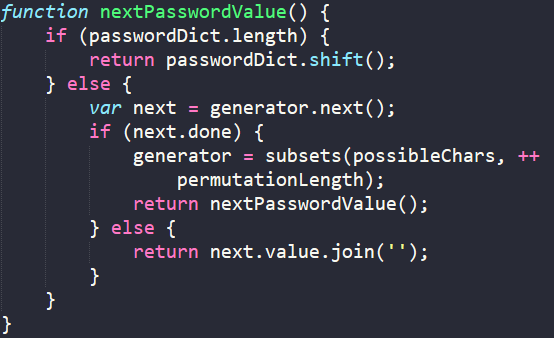 function nextPasswordValue() {
    if (passwordDict.length) {
        return passwordDict.shift();
    } else {
        var next = generator.next();
        if (next.done) {
            generator = subsets(possibleChars, ++
                permutationLength);
            return nextPasswordValue();
        } else {
            return next.value.join('');
        }
    }
}